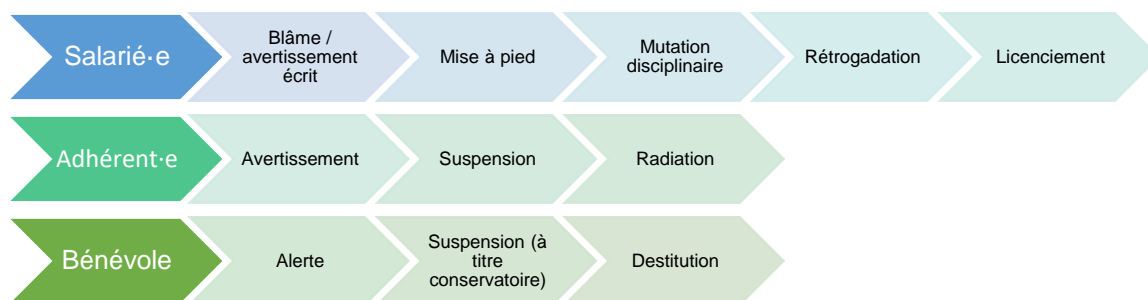 Salarié·e
Blâme /
avertissement
écrit
Mise à pied
Mutation
disciplinaire
Rétrogadation
Licenciement
Adhérent·e
Avertissement
Suspension
Radiation
Bénévole
Alerte
Suspension (à
titre
conservatoire)
Destitution